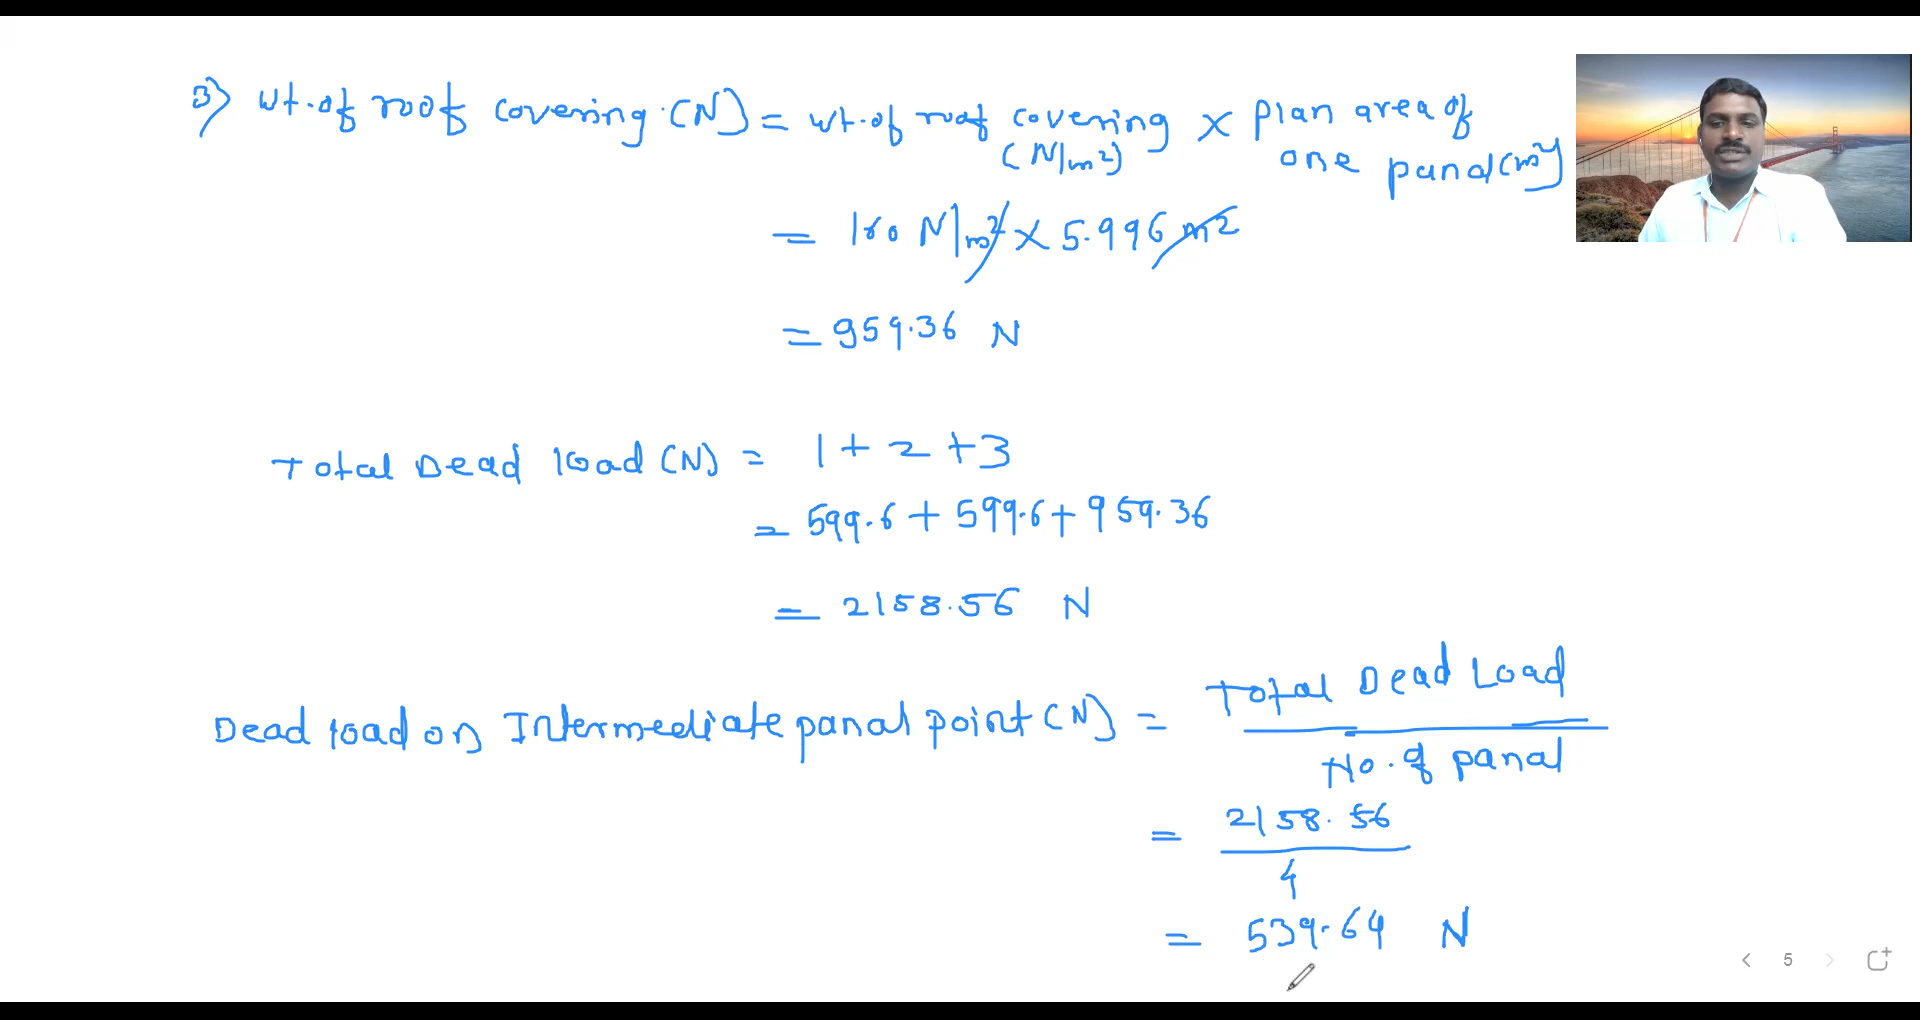 3) wt. of roof covering (N) = wt. of roof covering × plan area of
(N/m²) one panal (m²)
= 160 N/m² × 5.996 m²
= 959.36 N
Total Dead load (N) = 1 + 2 + 3
= 599.6 + 599.6 + 959.36
= 2158.56 N
Dead load on Intermediate panal point (N) = Total Dead Load
No. of panal
= 2158.56
4
= 539.64 N
5